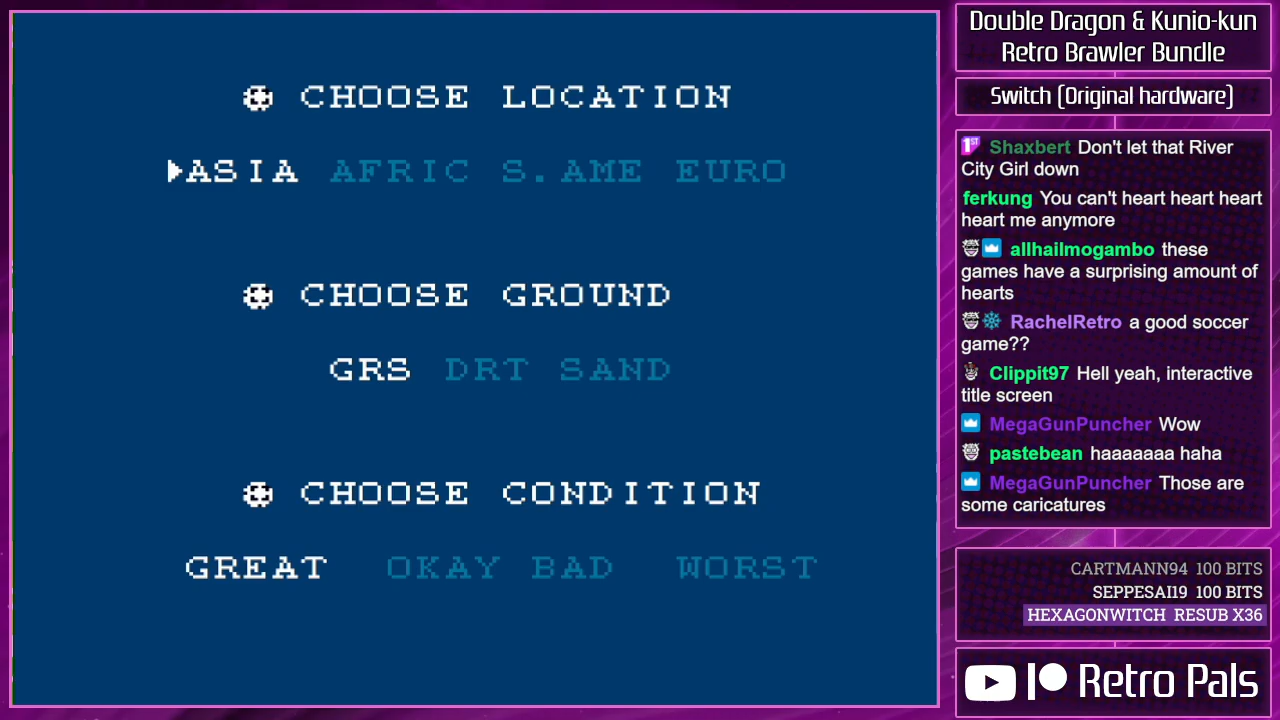 CHOOSE LOCATION
ASIA AFRIC S.AME EURO
CHOOSE GROUND
GRS DRT SAND
CHOOSE CONDITION
GREAT OKAY BAD WORST
Double Dragon & Kunio-kun
Retro Brawler Bundle
Switch (Original hardware)
1ST Shaxbert Don't let that River
City Girl down
ferkung You can't heart heart heart
heart me anymore
allhailmogambo these
games have a surprising amount of
hearts
RachelRetro a good soccer
game??
Clippit97 Hell yeah, interactive
title screen
MegaGunPuncher Wow
pastebean haaaaaaa haha
MegaGunPuncher Those are
some caricatures
CARTMANN94 100 BITS
SEPPESAI19 100 BITS
HEXAGONWITCH RESUB X36
Retro Pals